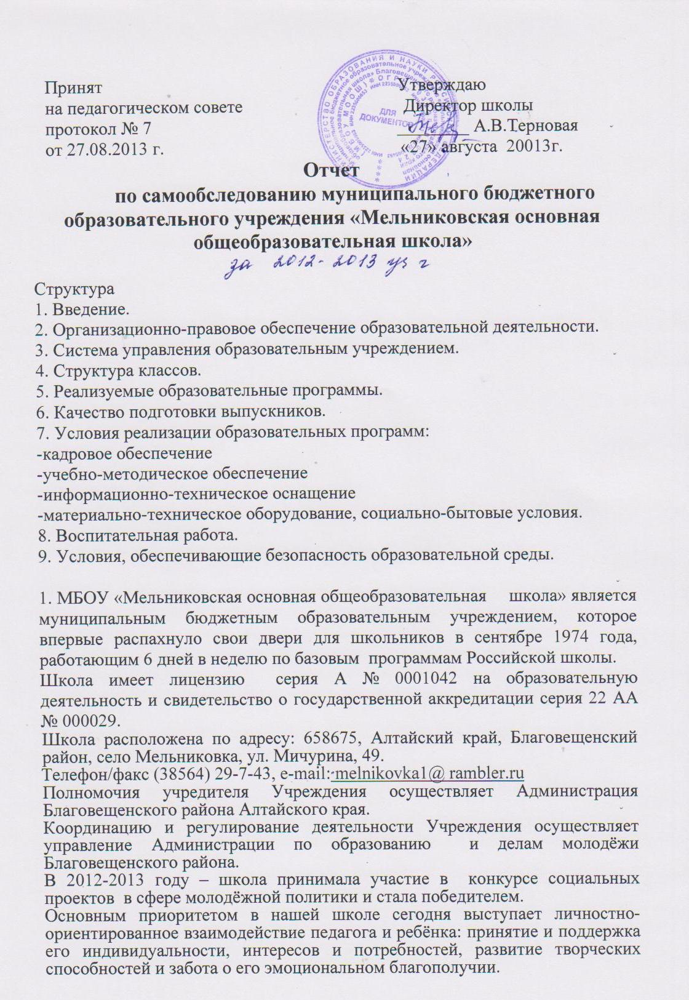 Принят
на педагогическом совете
протокол № 7
от 27.08.2013 г.
Утверждаю
Директор школы
________ А.В.Терновая
«27» августа  20013г.
ДЛЯ
ДОКУМЕНТОВ
Отчет
по самообследованию муниципального бюджетного
образовательного учреждения «Мельниковская основная
общеобразовательная школа»
за 2012-2013 уч г
Структура
1. Введение.
2. Организационно-правовое обеспечение образовательной деятельности.
3. Система управления образовательным учреждением.
4. Структура классов.
5. Реализуемые образовательные программы.
6. Качество подготовки выпускников.
7. Условия реализации образовательных программ:
-кадровое обеспечение
-учебно-методическое обеспечение
-информационно-техническое оснащение
-материально-техническое оборудование, социально-бытовые условия.
8. Воспитательная работа.
9. Условия, обеспечивающие безопасность образовательной среды.
1. МБОУ «Мельниковская основная общеобразовательная школа» является
муниципальным бюджетным образовательным учреждением, которое
впервые распахнуло свои двери для школьников в сентябре 1974 года,
работающим 6 дней в неделю по базовым программам Российской школы.
Школа имеет лицензию серия А № 0001042 на образовательную
деятельность и свидетельство о государственной аккредитации серия 22 АА
№ 000029.
Школа расположена по адресу: 658675, Алтайский край, Благовещенский
район, село Мельниковка, ул. Мичурина, 49.
Телефон/факс (38564) 29-7-43, e-mail: melnikovka1@ rambler.ru
Полномочия учредителя Учреждения осуществляет Администрация
Благовещенского района Алтайского края.
Координацию и регулирование деятельности Учреждения осуществляет
управление Администрации по образованию и делам молодёжи
Благовещенского района.
В 2012-2013 году – школа принимала участие в конкурсе социальных
проектов в сфере молодёжной политики и стала победителем.
Основным приоритетом в нашей школе сегодня выступает личностно-
ориентированное взаимодействие педагога и ребёнка: принятие и поддержка
его индивидуальности, интересов и потребностей, развитие творческих
способностей и забота о его эмоциональном благополучии.